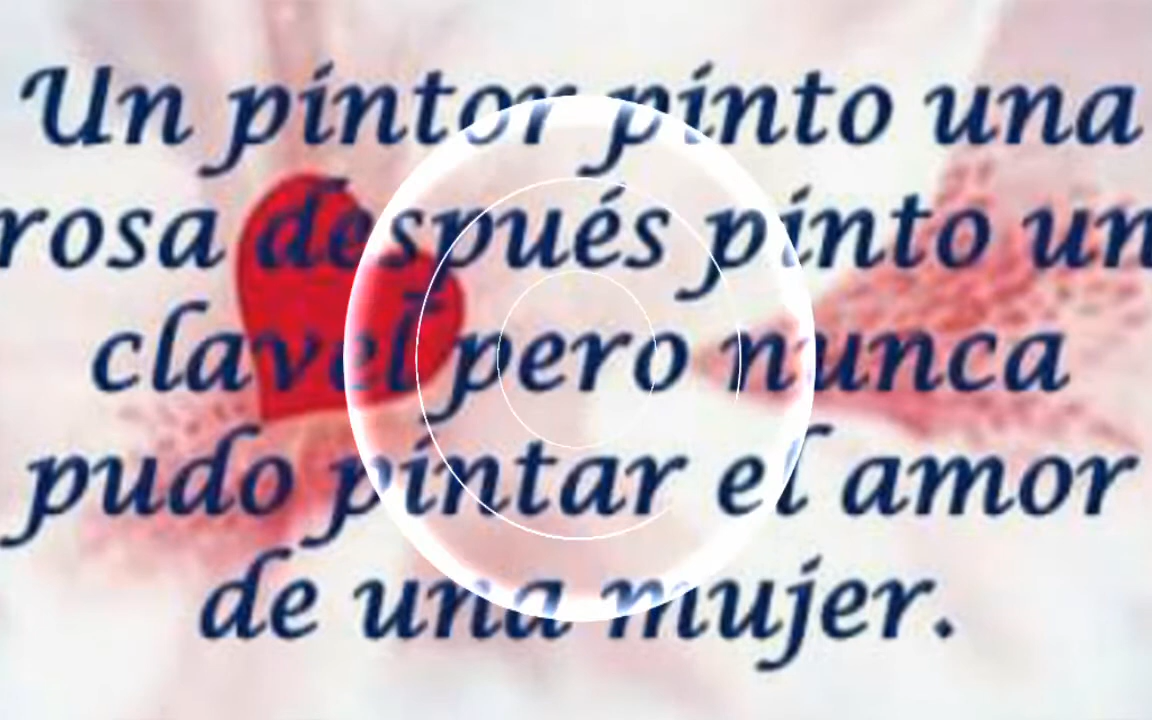 Un pintor pinto una
rosa después pinto un
clavel pero nunca
pudo pintar el amor
de una mujer.